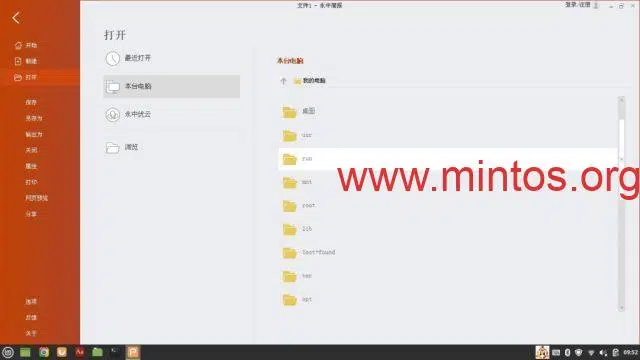 文件1 - 永中简报
登录/注册
开始
新建
打开
保存
另存为
输出为
关闭
属性
打印
网页预览
分享
选项
反馈
关于
打开
最近打开
本台电脑
永中优云
浏览
本台电脑
我的电脑
桌面
usr
run
mnt
root
lib
lost+found
var
opt
www.mintos.org
09:52